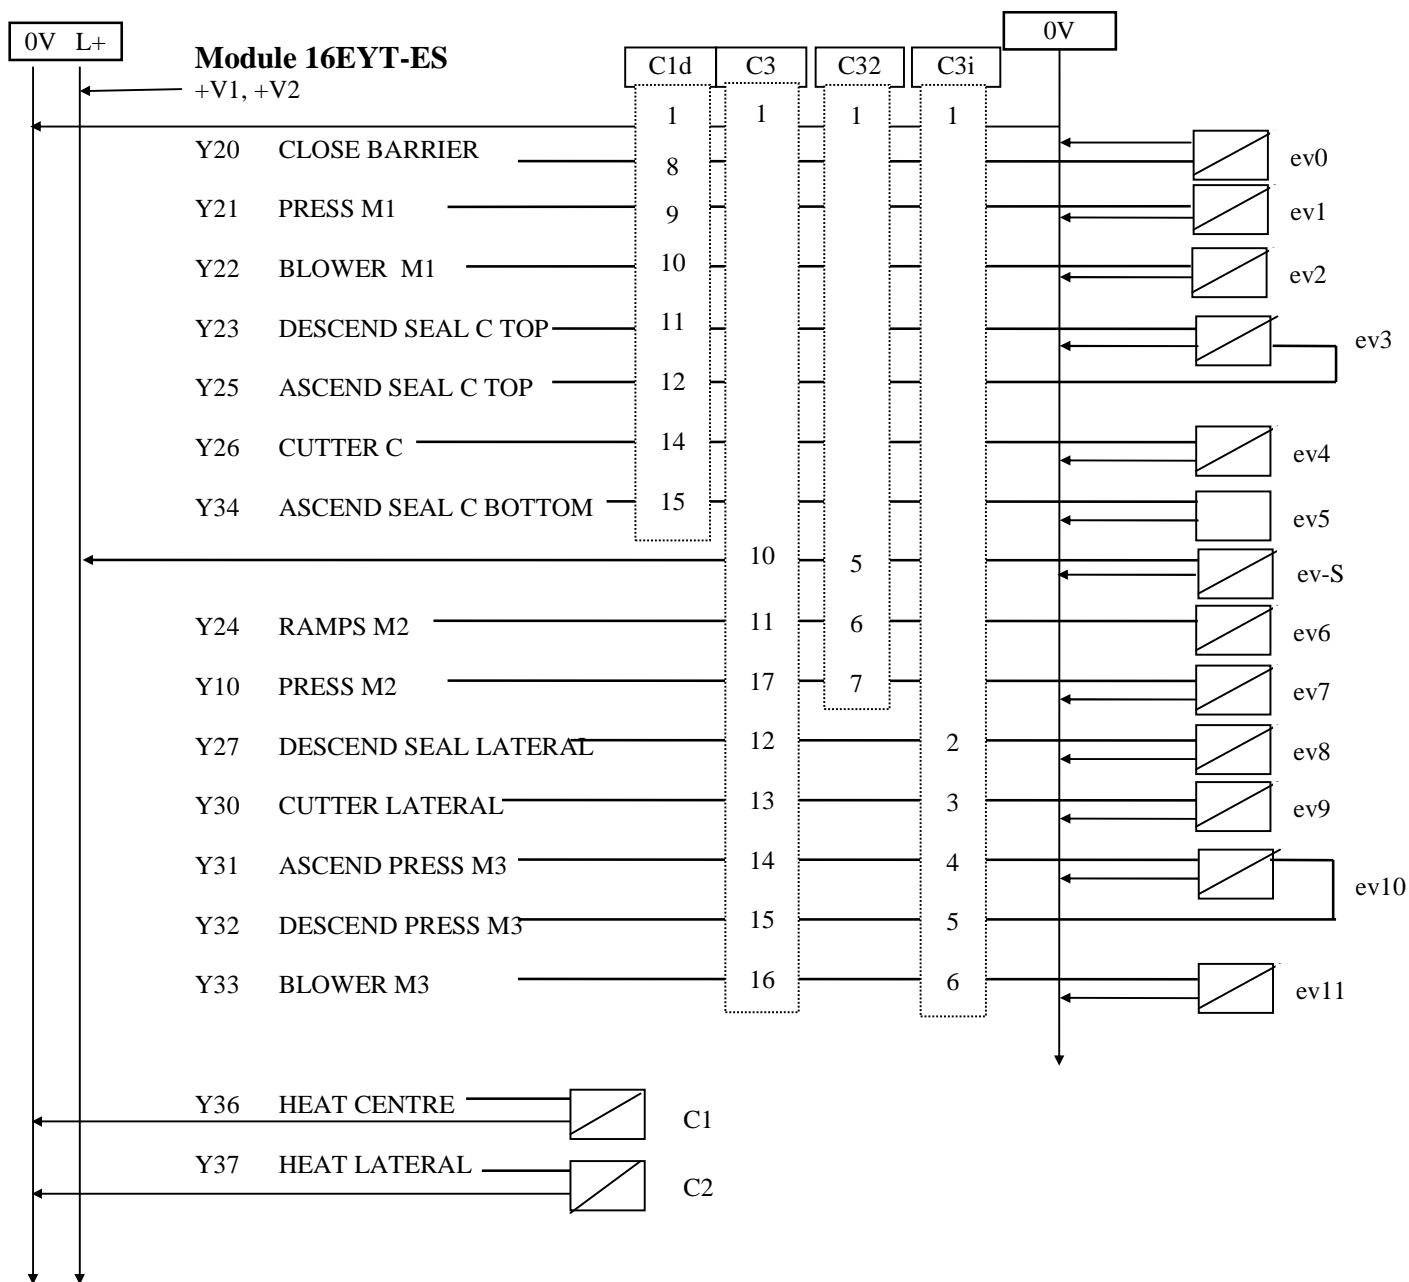 0V L+
0V
Module 16EYT-ES
C1d C3 C32 C3i
+V1, +V2
1 1 1 1
Y20 CLOSE BARRIER 8 ev0
Y21 PRESS M1 9 ev1
Y22 BLOWER M1 10 ev2
Y23 DESCEND SEAL C TOP 11 ev3
Y25 ASCEND SEAL C TOP 12
Y26 CUTTER C 14 ev4
Y34 ASCEND SEAL C BOTTOM 15 ev5
10 5 ev-S
Y24 RAMPS M2 11 6 ev6
Y10 PRESS M2 17 7 ev7
Y27 DESCEND SEAL LATERAL 12 2 ev8
Y30 CUTTER LATERAL 13 3 ev9
Y31 ASCEND PRESS M3 14 4 ev10
Y32 DESCEND PRESS M3 15 5
Y33 BLOWER M3 16 6 ev11
Y36 HEAT CENTRE C1
Y37 HEAT LATERAL C2